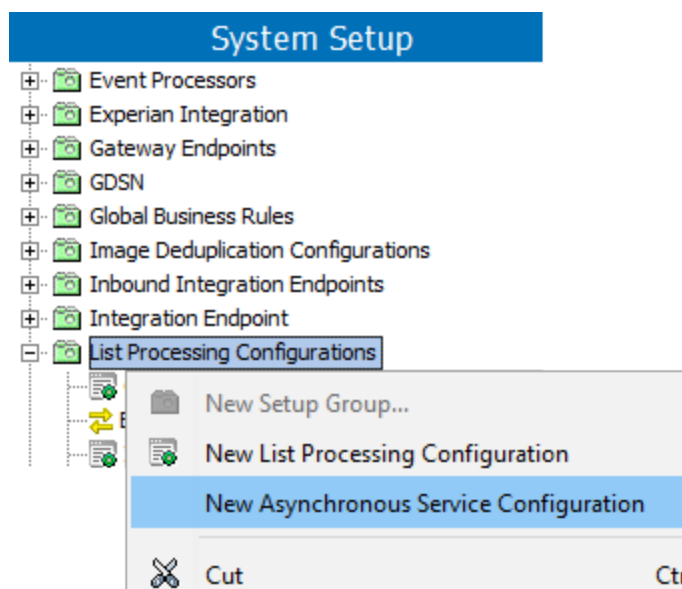 System Setup
Event Processors
Experian Integration
Gateway Endpoints
GDSN
Global Business Rules
Image Deduplication Configurations
Inbound Integration Endpoints
Integration Endpoint
List Processing Configurations
New Setup Group...
New List Processing Configuration
New Asynchronous Service Configuration
Cut